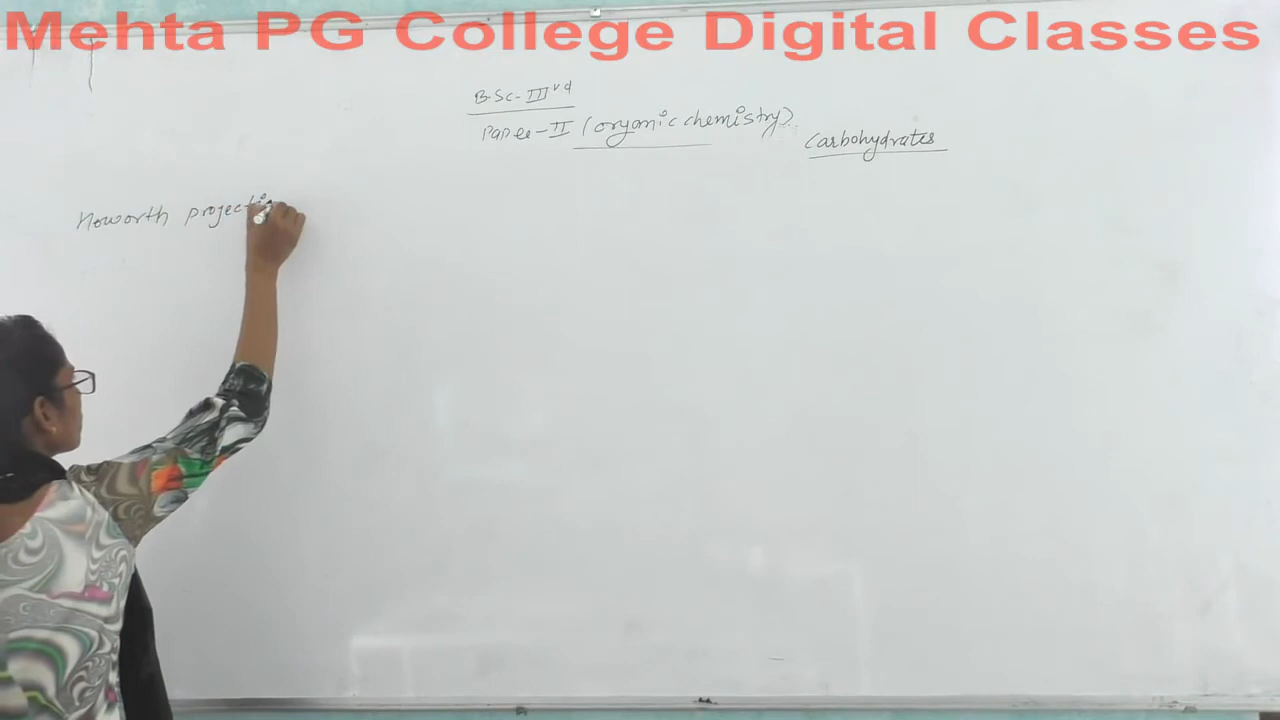 Mehta PG College Digital Classes
B.Sc-IIIrd
Paper-II (organic chemistry).
Carbohydrates
Haworth projecti